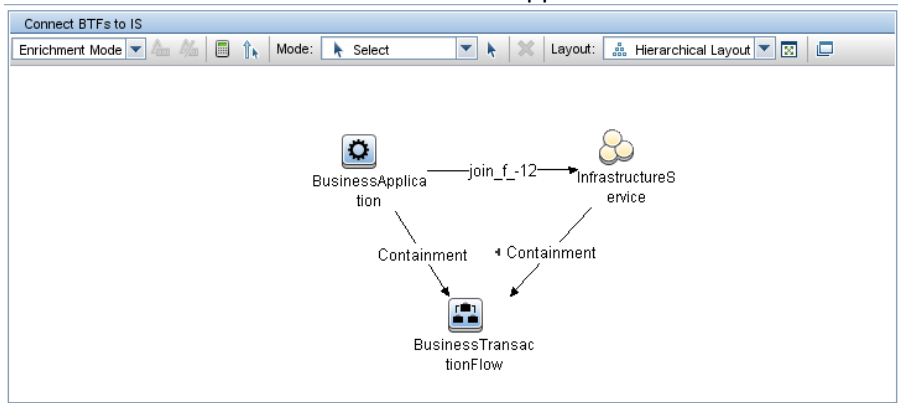 Connect BTFs to IS
Enrichment Mode Mode: Select Layout: Hierarchical Layout
BusinessApplica
tion
join_f_-12
InfrastructureS
ervice
Containment Containment
BusinessTransac
tionFlow